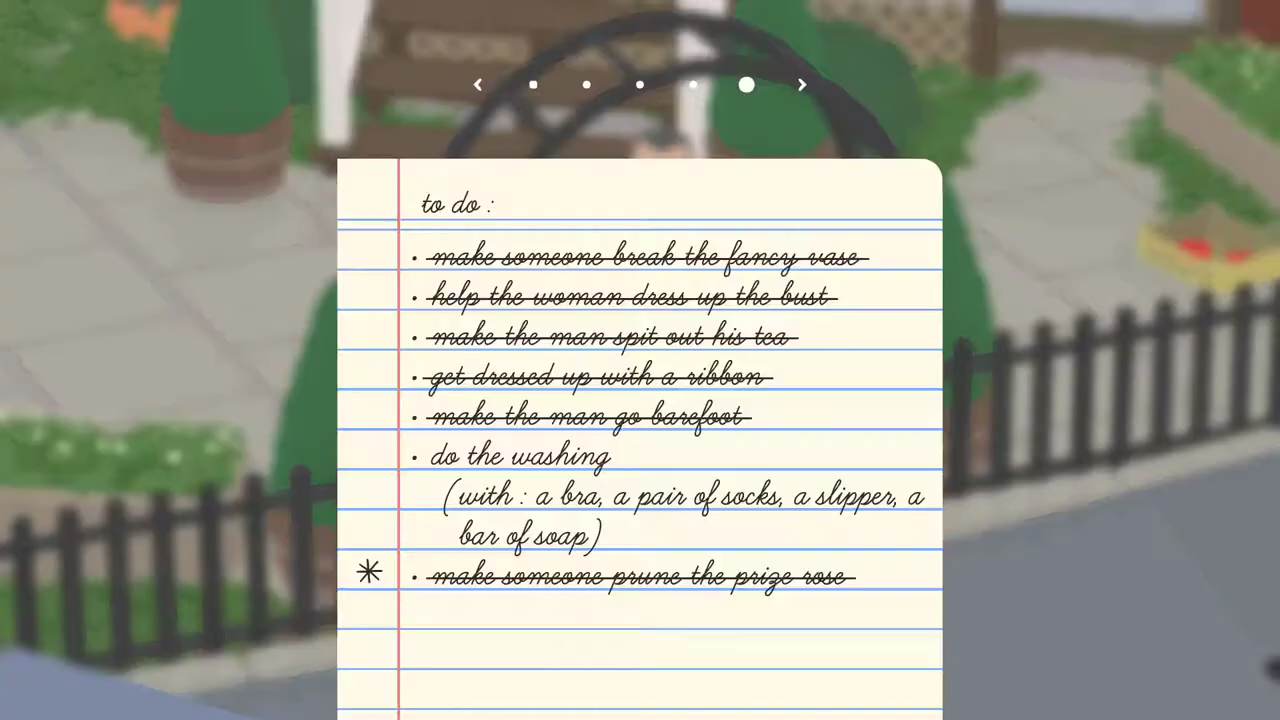 to do :
• make someone break the fancy vase
• help the woman dress up the bust
• make the man spit out his tea
• get dressed up with a ribbon
• make the man go barefoot
• do the washing
(with : a bra, a pair of socks, a slipper, a
bar of soap)
• make someone prune the prize rose